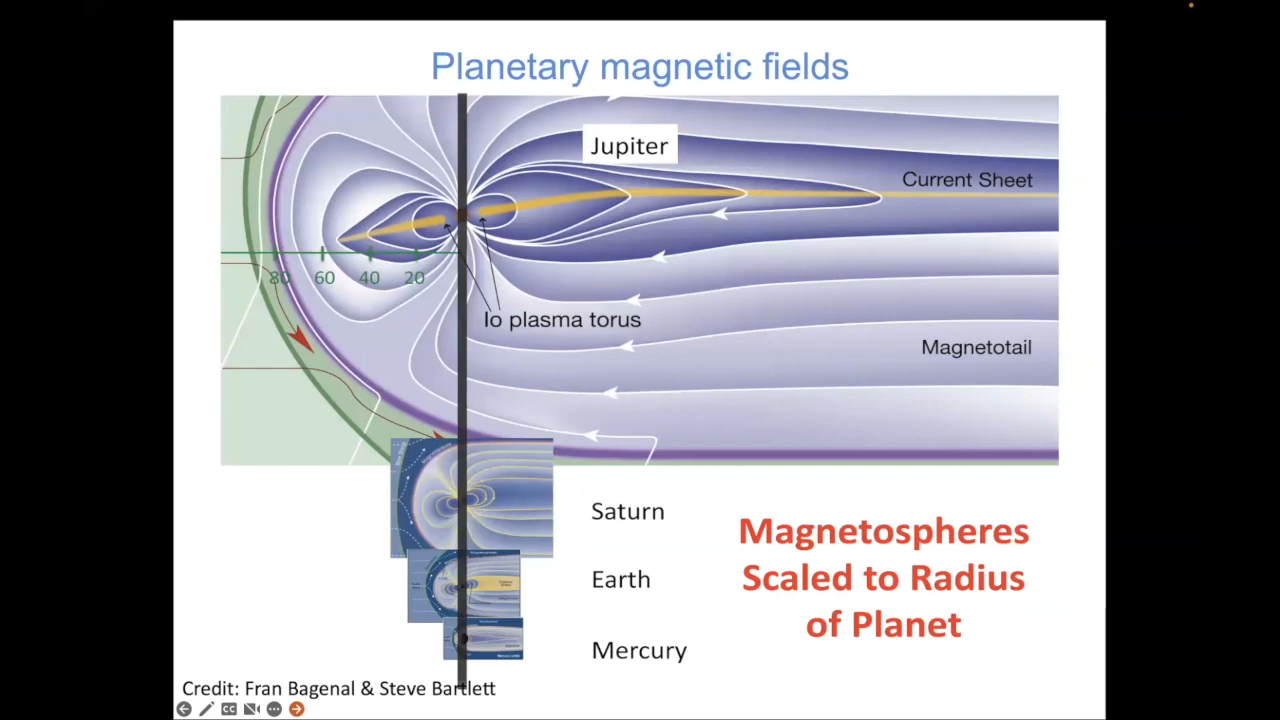 Planetary magnetic fields
Jupiter
Current Sheet
80 60 40 20
Io plasma torus
Magnetotail
Saturn
Earth
Mercury
Magnetospheres
Scaled to Radius
of Planet
Credit: Fran Bagenal & Steve Bartlett
CC